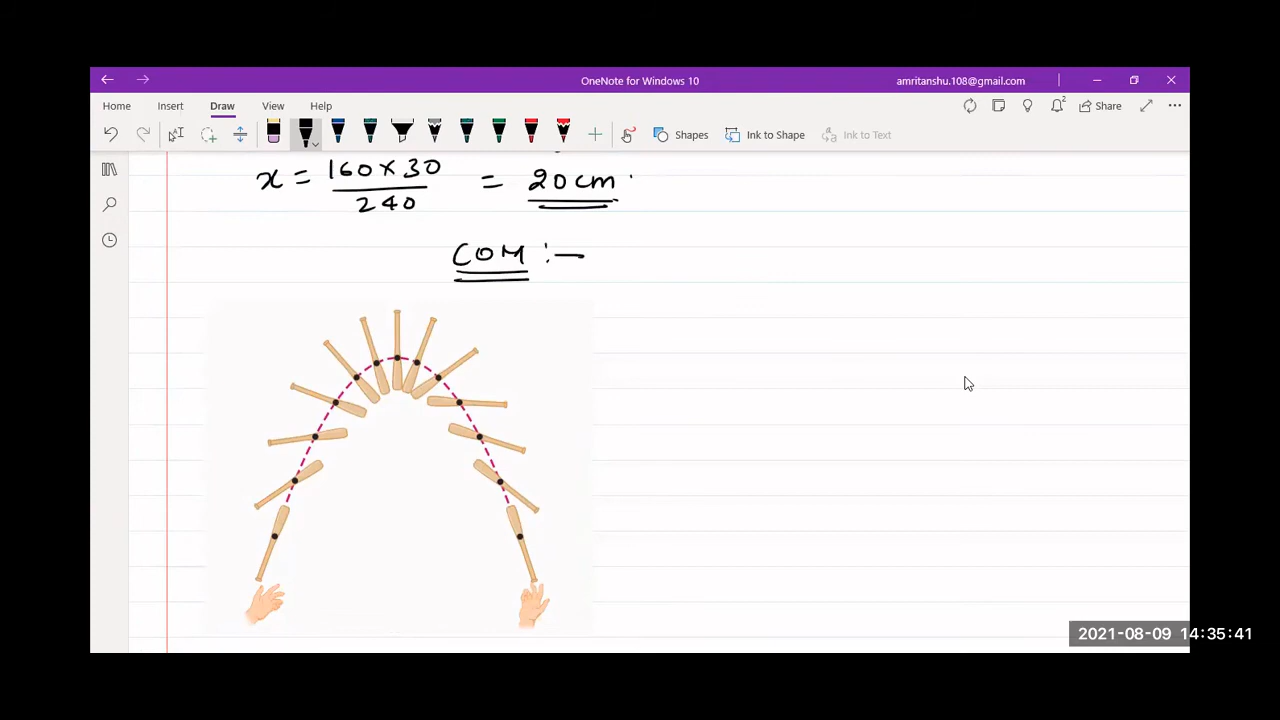 OneNote for Windows 10
amritanshu.108@gmail.com
Home Insert Draw View Help
2 Share
Shapes Ink to Shape Ink to Text
x = 160 x 30 / 240 = 20 cm.
COM :-
2021-08-09 14:35:41